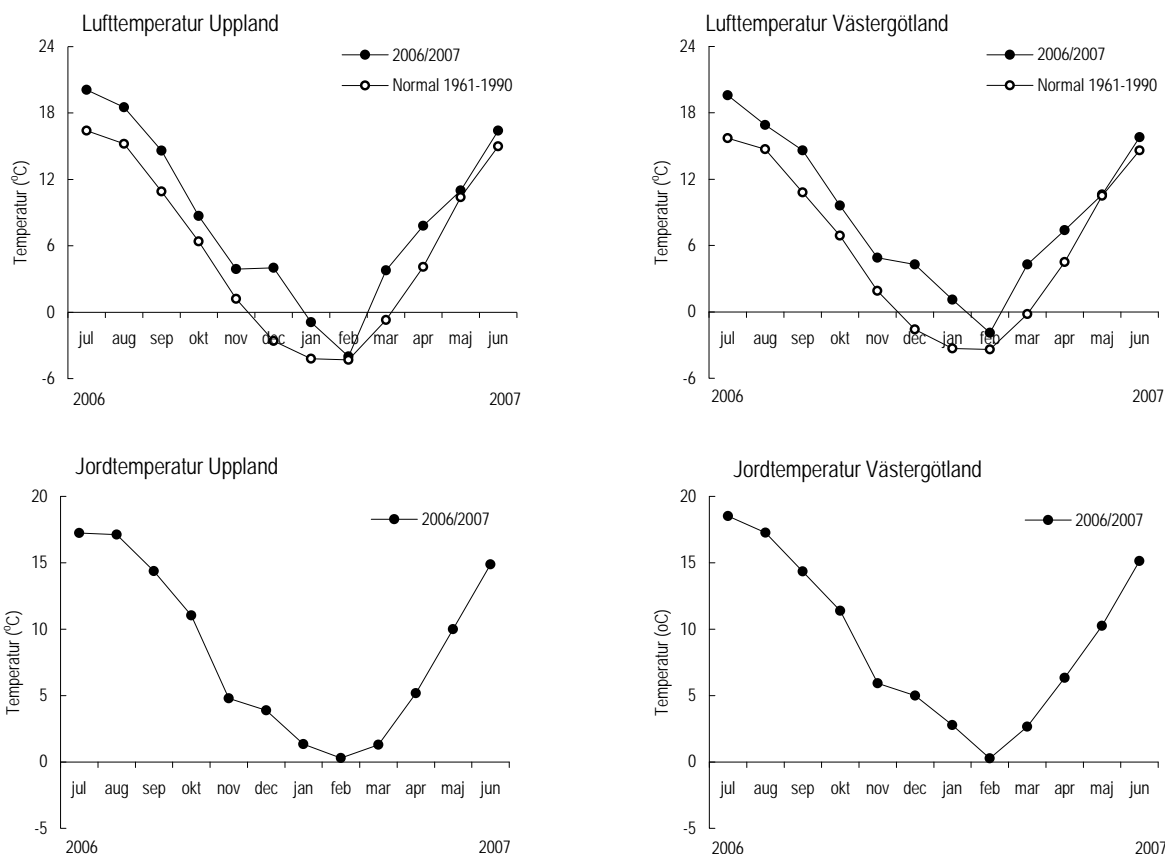 Lufttemperatur Uppland
24
18
12
6
0
-6
Temperatur (⁰C)
2006/2007
Normal 1961-1990
jul aug sep okt nov dec jan feb mar apr maj jun
2006 2007
Lufttemperatur Västergötland
24
18
12
6
0
-6
Temperatur (⁰C)
2006/2007
Normal 1961-1990
jul aug sep okt nov dec jan feb mar apr maj jun
2006 2007
Jordtemperatur Uppland
20
15
10
5
0
-5
Temperatur (⁰C)
2006/2007
jul aug sep okt nov dec jan feb mar apr maj jun
2006 2007
Jordtemperatur Västergötland
20
15
10
5
0
-5
Temperatur (oC)
2006/2007
jul aug sep okt nov dec jan feb mar apr maj jun
2006 2007